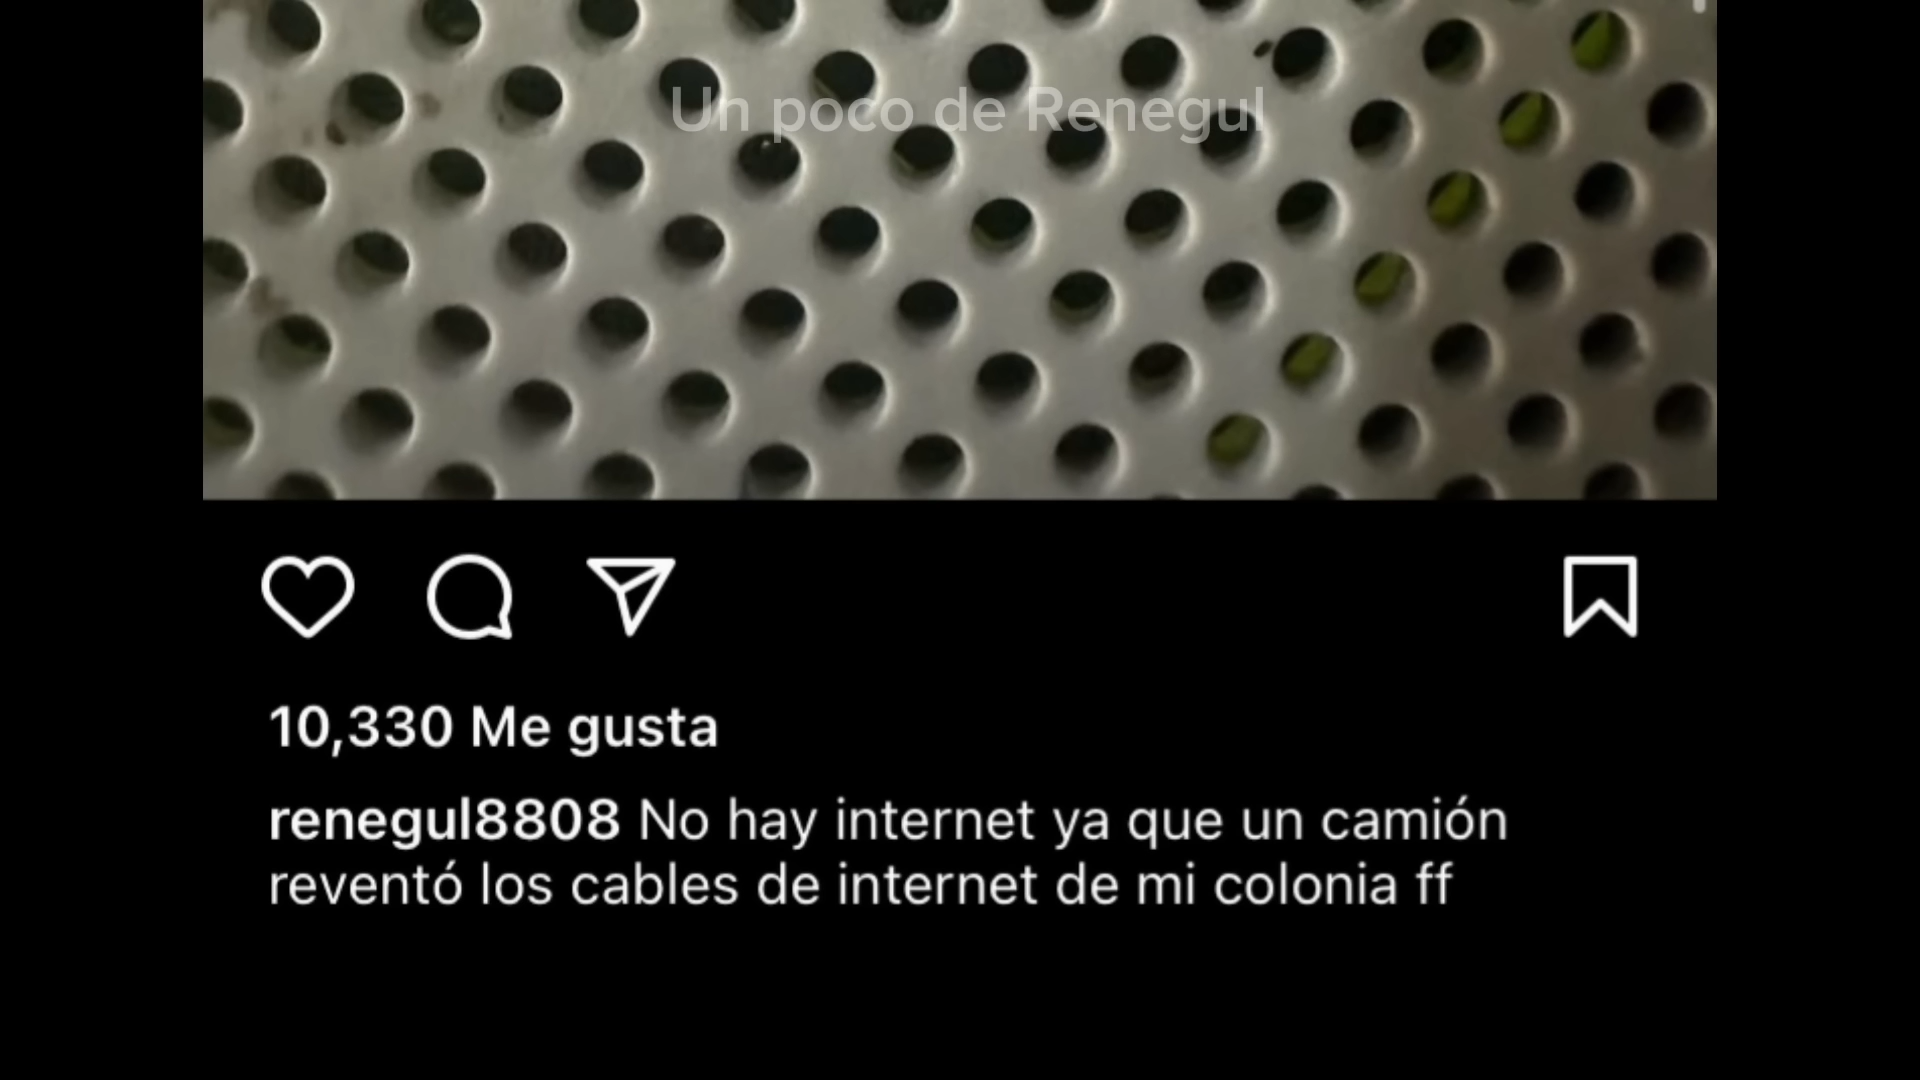 Un poco de Renegul
10,330 Me gusta
renegul8808 No hay internet ya que un camión
reventó los cables de internet de mi colonia ff